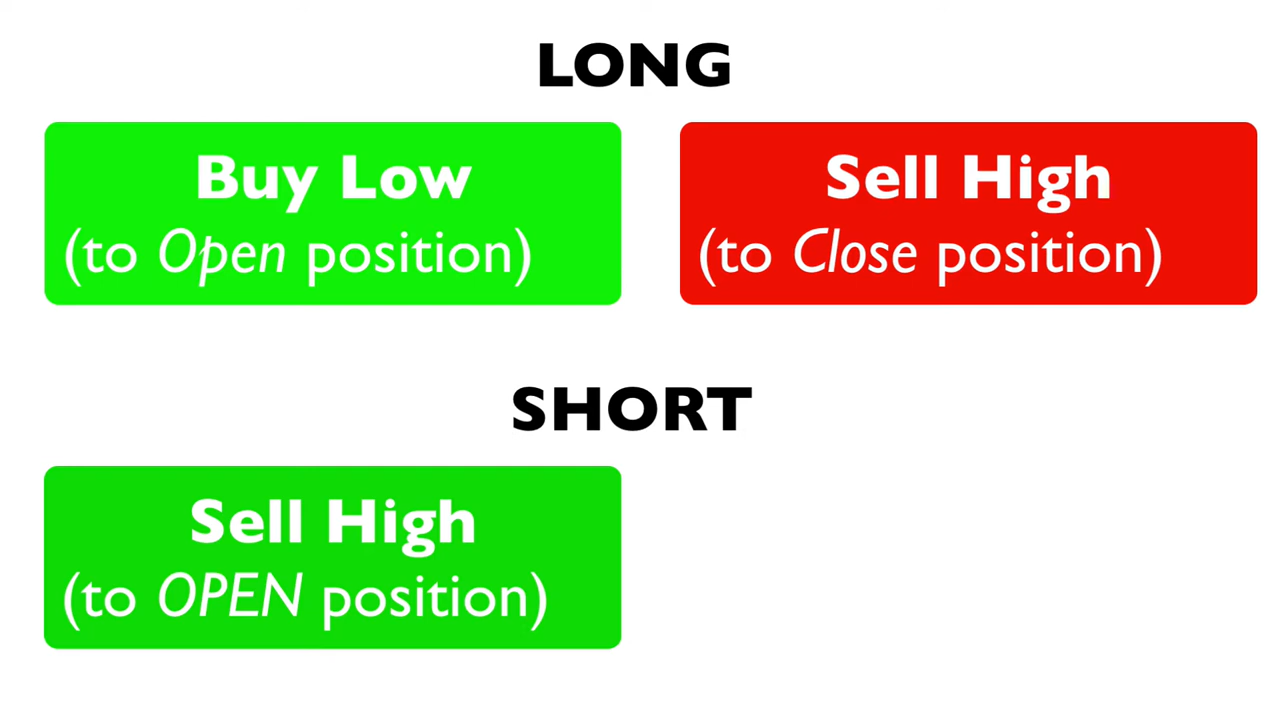 LONG
Buy Low
(to Open position)
Sell High
(to Close position)
SHORT
Sell High
(to OPEN position)